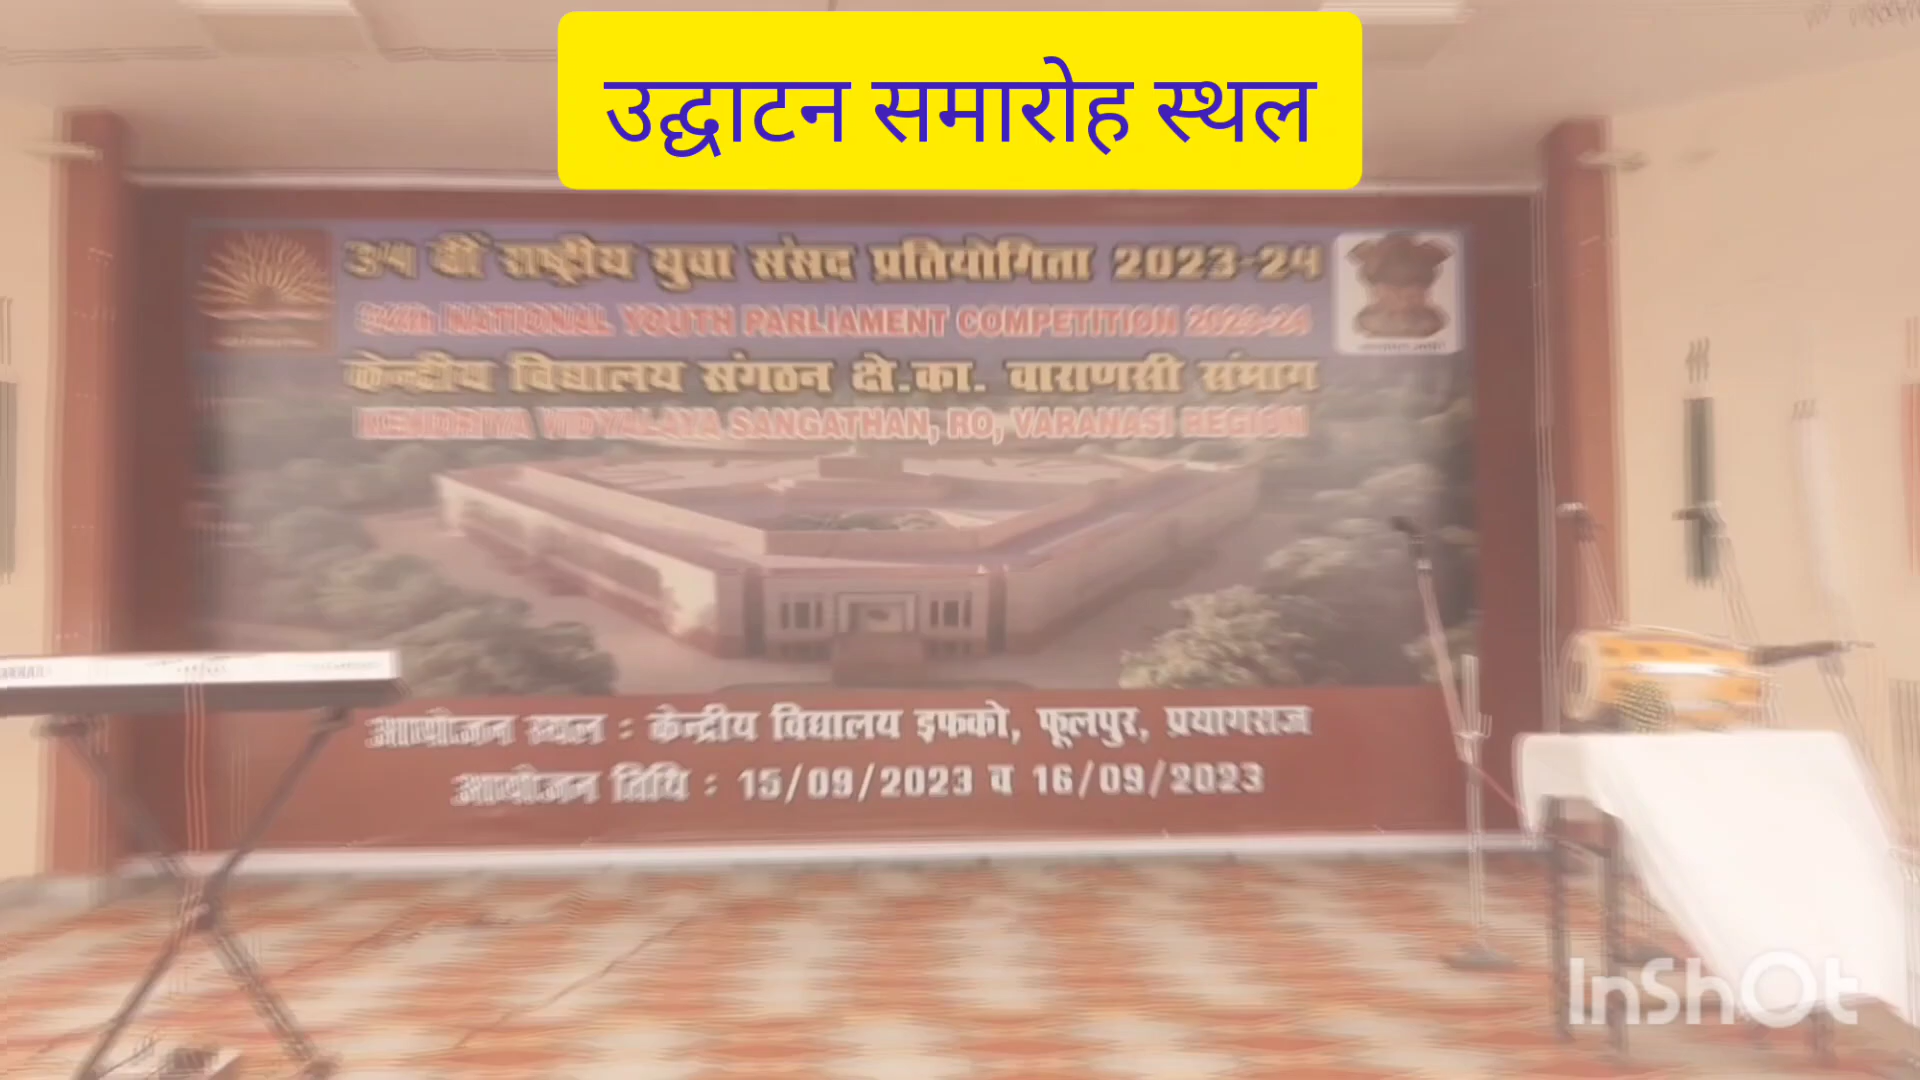 उद्घाटन समारोह स्थल
34 वीं राष्ट्रीय युवा संसद प्रतियोगिता 2023-24
34th NATIONAL YOUTH PARLIAMENT COMPETITION 2023-24
केन्द्रीय विद्यालय संगठन क्षे.का. वाराणसी संभाग
KENDRIYA VIDYALAYA SANGATHAN, RO, VARANASI REGION
आयोजन स्थल : केन्द्रीय विद्यालय इफको, फूलपुर, प्रयागराज
आयोजन तिथि : 15/09/2023 व 16/09/2023
InShOt